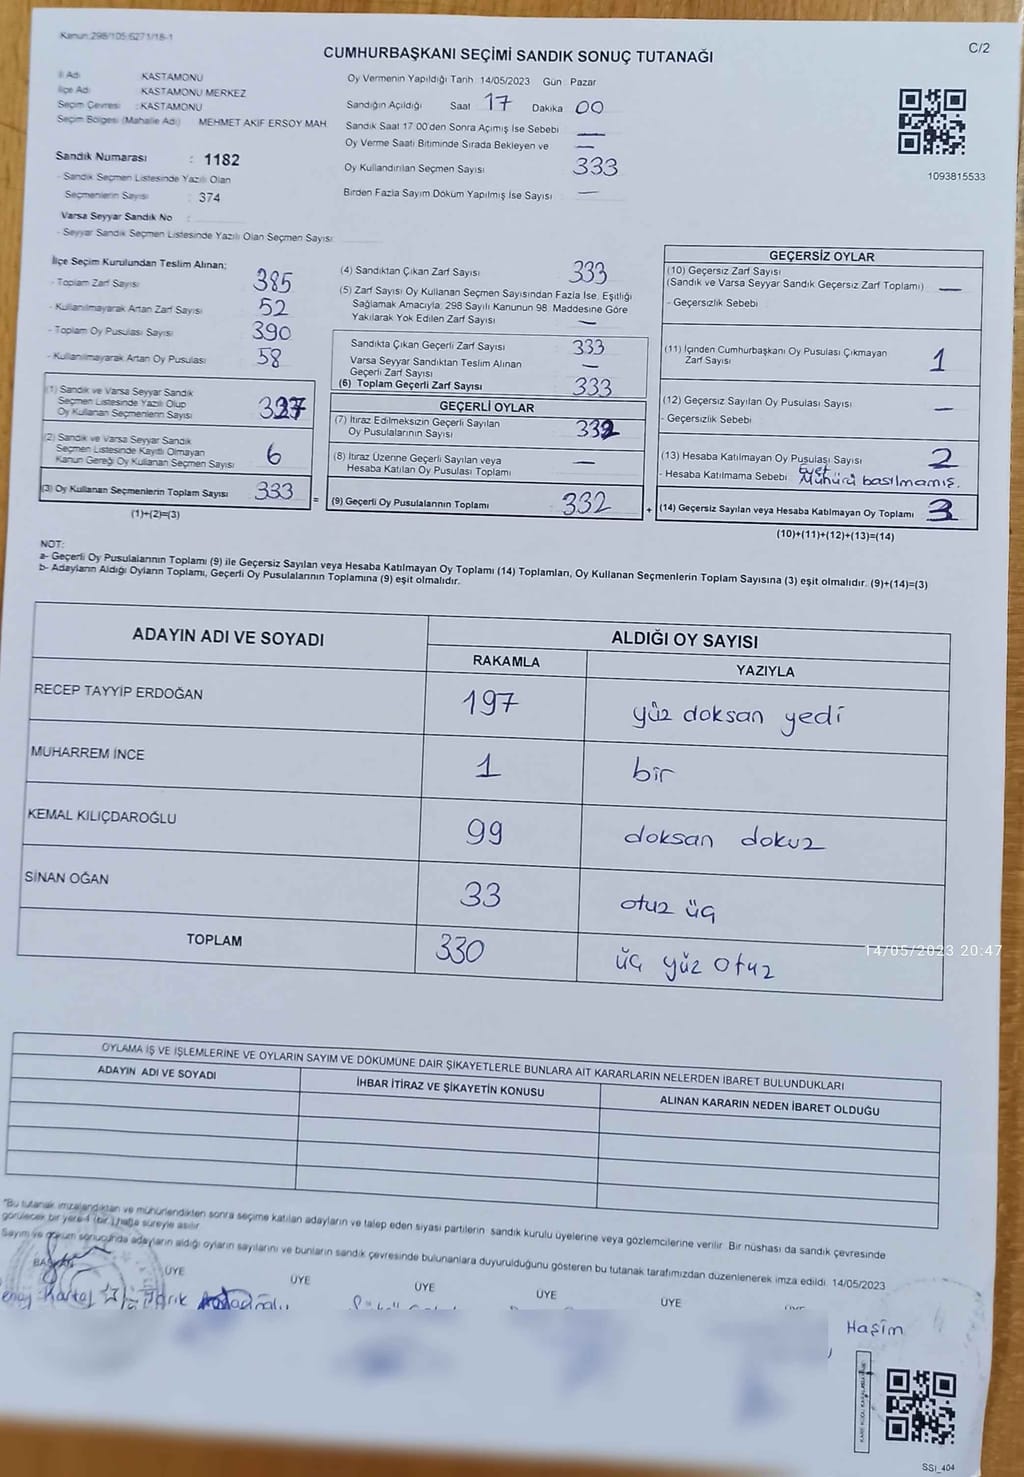 Kanun:298/105:6271/18-1
C/2
CUMHURBAŞKANI SEÇİMİ SANDIK SONUÇ TUTANAĞI
İl Adı KASTAMONU
İlçe Adı KASTAMONU MERKEZ
Seçim Çevresi : KASTAMONU
Seçim Bölgesi (Mahalle Adı) MEHMET AKİF ERSOY MAH.
Sandık Numarası : 1182
- Sandık Seçmen Listesinde Yazılı Olan
Seçmenlerin Sayısı : 374
Varsa Seyyar Sandık No :
- Seyyar Sandık Seçmen Listesinde Yazılı Olan Seçmen Sayısı:
Oy Vermenin Yapıldığı Tarih 14/05/2023 Gün Pazar
Sandığın Açıldığı Saat 17 Dakika 00
Sandık Saat 17:00'den Sonra Açımış İse Sebebi —
Oy Verme Saati Bitiminde Sırada Bekleyen ve —
Oy Kullandırılan Seçmen Sayısı 333
Birden Fazla Sayım Döküm Yapılmış İse Sayısı —
1093815533
İlçe Seçim Kurulundan Teslim Alınan;
- Toplam Zarf Sayısı 385
- Kullanılmayarak Artan Zarf Sayısı 52
- Toplam Oy Pusulası Sayısı 390
- Kullanılmayarak Artan Oy Pusulası 58
(1) Sandık ve Varsa Seyyar Sandık
Seçmen Listesinde Yazılı Olup
Oy Kullanan Seçmenlerin Sayısı 327
(2) Sandık ve Varsa Seyyar Sandık
Seçmen Listesinde Kayıtlı Olmayan
Kanun Gereği Oy Kullanan Seçmen Sayısı 6
(3) Oy Kullanan Seçmenlerin Toplam Sayısı 333
(1)+(2)=(3)
=
(4) Sandıktan Çıkan Zarf Sayısı 333
(5) Zarf Sayısı Oy Kullanan Seçmen Sayısından Fazla İse, Eşitliği
Sağlamak Amacıyla, 298 Sayılı Kanunun 98. Maddesine Göre
Yakılarak Yok Edilen Zarf Sayısı —
Sandıkta Çıkan Geçerli Zarf Sayısı 333
Varsa Seyyar Sandıktan Teslim Alınan
Geçerli Zarf Sayısı —
(6) Toplam Geçerli Zarf Sayısı 333
GEÇERLİ OYLAR
(7) İtiraz Edilmeksizin Geçerli Sayılan
Oy Pusulalarının Sayısı 332
(8) İtiraz Üzerine Geçerli Sayılan veya
Hesaba Katılan Oy Pusulası Toplamı —
(9) Geçerli Oy Pusulalarının Toplamı 332
+
GEÇERSİZ OYLAR
(10) Geçersiz Zarf Sayısı
(Sandık ve Varsa Seyyar Sandık Geçersiz Zarf Toplamı) —
- Geçersizlik Sebebi
(11) İçinden Cumhurbaşkanı Oy Pusulası Çıkmayan
Zarf Sayısı 1
(12) Geçersiz Sayılan Oy Pusulası Sayısı —
- Geçersizlik Sebebi
(13) Hesaba Katılmayan Oy Pusulası Sayısı 2
- Hesaba Katılmama Sebebi Evet
Mührü basılmamış.
(14) Geçersiz Sayılan veya Hesaba Katılmayan Oy Toplamı 3
(10)+(11)+(12)+(13)=(14)
NOT:
a- Geçerli Oy Pusulalarının Toplamı (9) ile Geçersiz Sayılan veya Hesaba Katılmayan Oy Toplamı (14) Toplamları, Oy Kullanan Seçmenlerin Toplam Sayısına (3) eşit olmalıdır. (9)+(14)=(3)
b- Adayların Aldığı Oyların Toplamı, Geçerli Oy Pusulalarının Toplamına (9) eşit olmalıdır.
ADAYIN ADI VE SOYADI ALDIĞI OY SAYISI
RAKAMLA YAZIYLA
RECEP TAYYİP ERDOĞAN 197 yüz doksan yedi
MUHARREM İNCE 1 bir
KEMAL KILIÇDAROĞLU 99 doksan dokuz
SİNAN OĞAN 33 otuz üç
TOPLAM 330 üç yüz otuz
14/05/2023 20:47
OYLAMA İŞ VE İŞLEMLERİNE VE OYLARIN SAYIM VE DÖKÜMÜNE DAİR ŞİKAYETLERLE BUNLARA AİT KARARLARIN NELERDEN İBARET BULUNDUKLARI
ADAYIN ADI VE SOYADI İHBAR İTİRAZ VE ŞİKAYETİN KONUSU ALINAN KARARIN NEDEN İBARET OLDUĞU
"Bu tutanak imzalandıktan ve mühürlendikten sonra seçime katılan adayların ve talep eden siyasi partilerin sandık kurulu üyelerine veya gözlemcilerine verilir. Bir nüshası da sandık çevresinde
görülecek bir yere 1 (bir) hafta süreyle asılır.
Sayım ve döküm sonucunda adayların aldığı oyların sayılarını ve bunların sandık çevresinde bulunanlara duyurulduğunu gösteren bu tutanak tarafımızdan düzenlenerek imza edildi. 14/05/2023
BAŞKAN ÜYE ÜYE ÜYE ÜYE ÜYE
Kartal Tarık
Haşim
SSİ_404